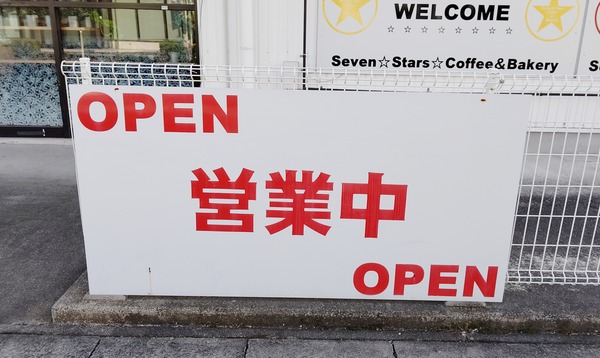 WELCOME
☆☆☆☆☆☆☆
Seven☆Stars☆Coffee&Bakery
S
OPEN
営業中
OPEN